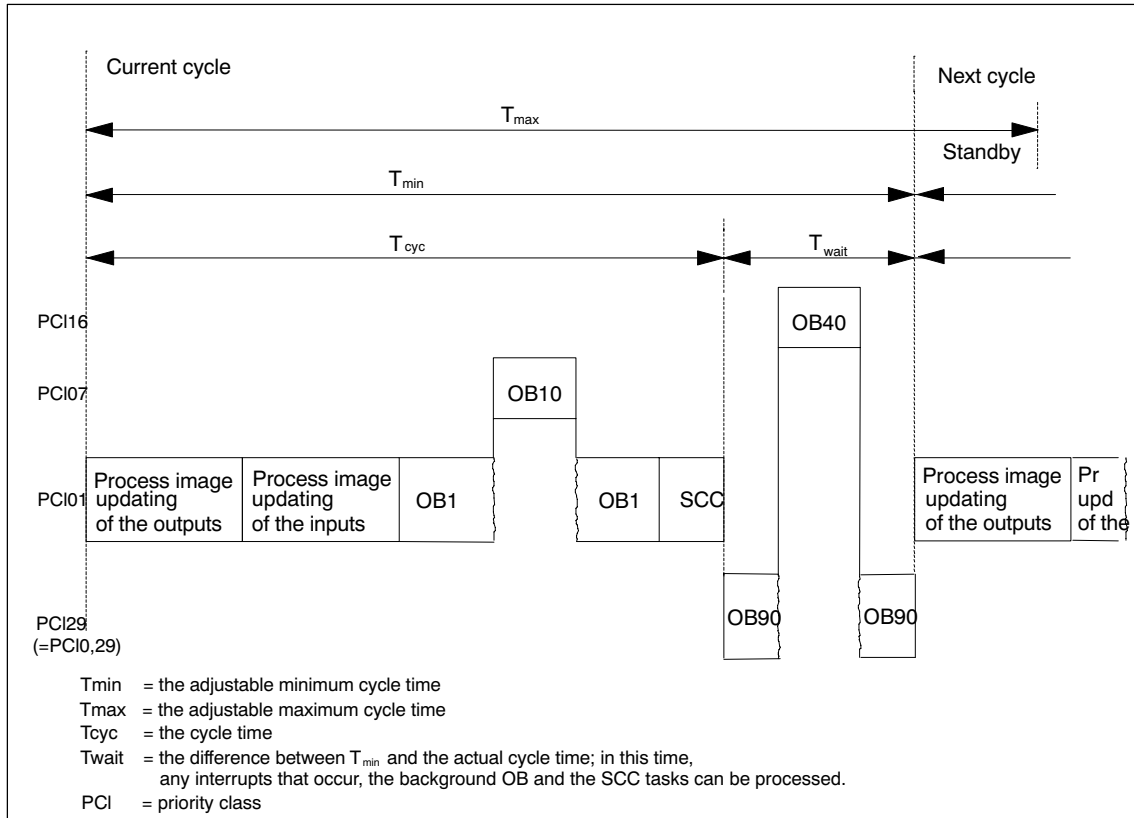 Current cycle
Next cycle
Tmax
Standby
Tmin
Tcyc
Twait
PCl16
OB40
PCl07
OB10
PCl01
Process image
updating
of the outputs
Process image
updating
of the inputs
OB1
OB1
SCC
Process image
updating
of the outputs
Pr
upd
of the
PCl29
(=PCl0,29)
OB90
OB90
Tmin = the adjustable minimum cycle time
Tmax = the adjustable maximum cycle time
Tcyc = the cycle time
Twait = the difference between Tmin and the actual cycle time; in this time,
any interrupts that occur, the background OB and the SCC tasks can be processed.
PCl = priority class